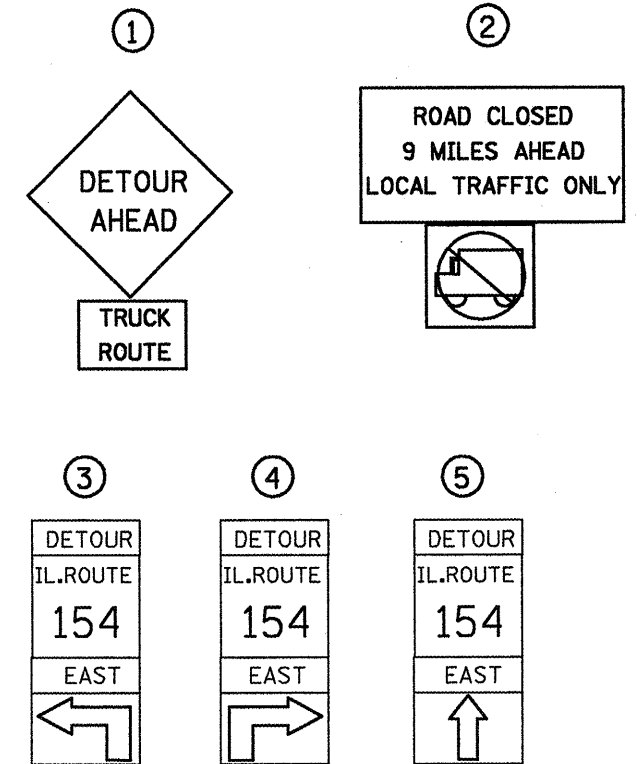 1
DETOUR
AHEAD
TRUCK
ROUTE
2
ROAD CLOSED
9 MILES AHEAD
LOCAL TRAFFIC ONLY
3
DETOUR
IL.ROUTE
154
EAST
4
DETOUR
IL.ROUTE
154
EAST
5
DETOUR
IL.ROUTE
154
EAST